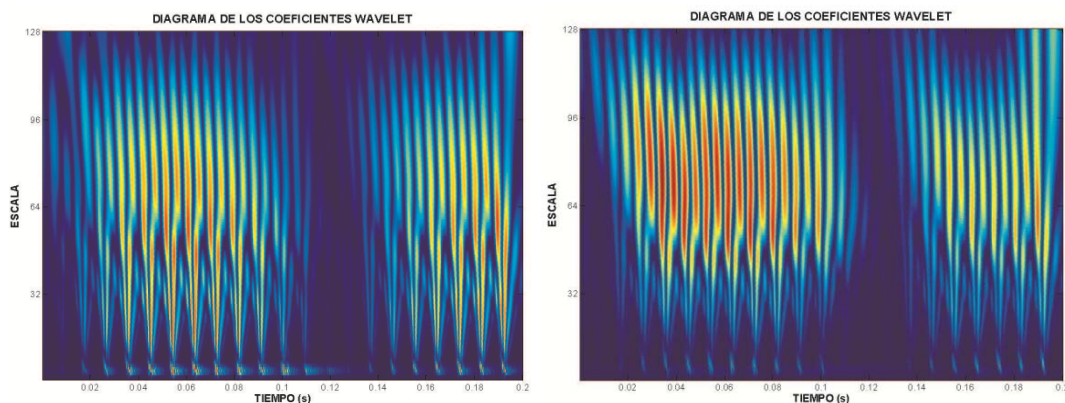 DIAGRAMA DE LOS COEFICIENTES WAVELET
128
96
64
32
ESCALA
0.02 0.04 0.06 0.08 0.1 0.12 0.14 0.16 0.18 0.2
TIEMPO (s)
DIAGRAMA DE LOS COEFICIENTES WAVELET
128
96
64
32
ESCALA
0.02 0.04 0.06 0.08 0.1 0.12 0.14 0.16 0.18
TIEMPO (s)